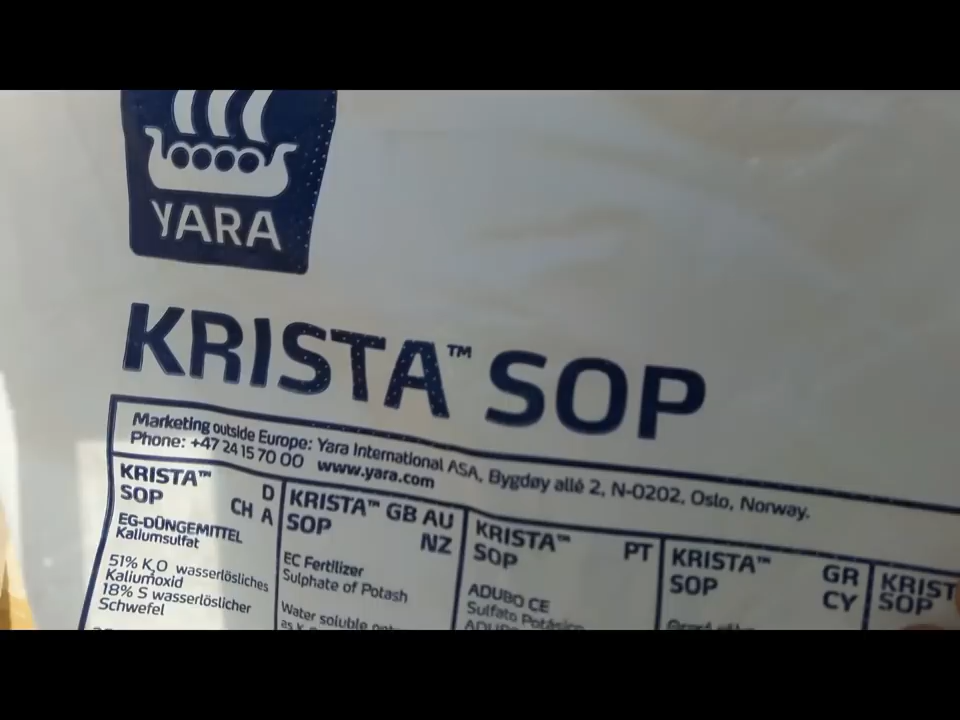 YARA
KRISTA™ SOP
Marketing outside Europe: Yara International ASA, Bygdøy allé 2, N-0202, Oslo, Norway.
Phone: +47 24 15 70 00 www.yara.com
KRISTA™ D
SOP CH A
EG-DÜNGEMITTEL
Kaliumsulfat
51% K₂O wasserlösliches
Kaliumoxid
18% S wasserlöslicher
Schwefel
KRISTA™ GB AU
SOP NZ
EC Fertilizer
Sulphate of Potash
Water soluble
KRISTA™ PT
SOP
ADUBO CE
Sulfato Potássico
KRISTA™ GR
SOP CY
KRIST
SOP